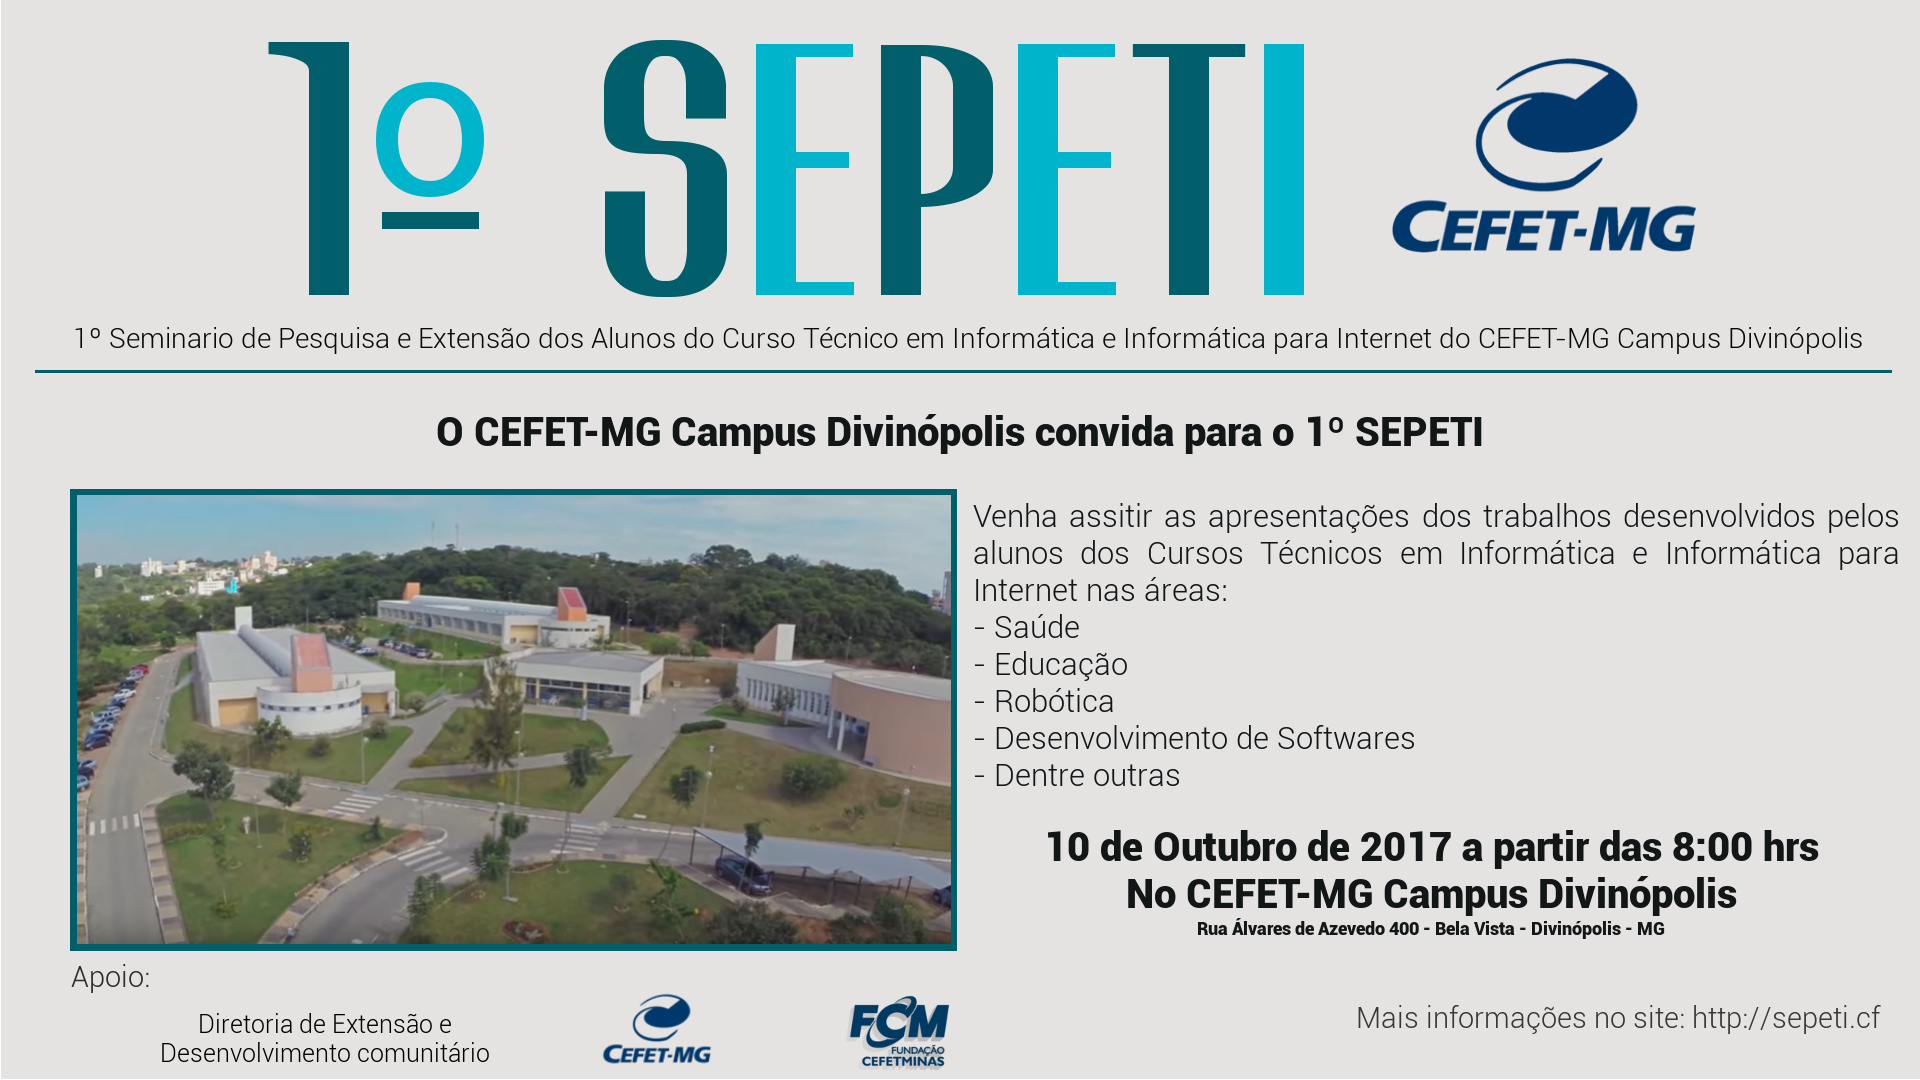 1º SEPETI
CEFET-MG
1º Seminario de Pesquisa e Extensão dos Alunos do Curso Técnico em Informática e Informática para Internet do CEFET-MG Campus Divinópolis
O CEFET-MG Campus Divinópolis convida para o 1º SEPETI
Venha assitir as apresentações dos trabalhos desenvolvidos pelos
alunos dos Cursos Técnicos em Informática e Informática para
Internet nas áreas:
- Saúde
- Educação
- Robótica
- Desenvolvimento de Softwares
- Dentre outras
10 de Outubro de 2017 a partir das 8:00 hrs
No CEFET-MG Campus Divinópolis
Rua Álvares de Azevedo 400 - Bela Vista - Divinópolis - MG
Apoio:
Diretoria de Extensão e
Desenvolvimento comunitário
CEFET-MG
FCM
FUNDAÇÃO
CEFETMINAS
Mais informações no site: http://sepeti.cf